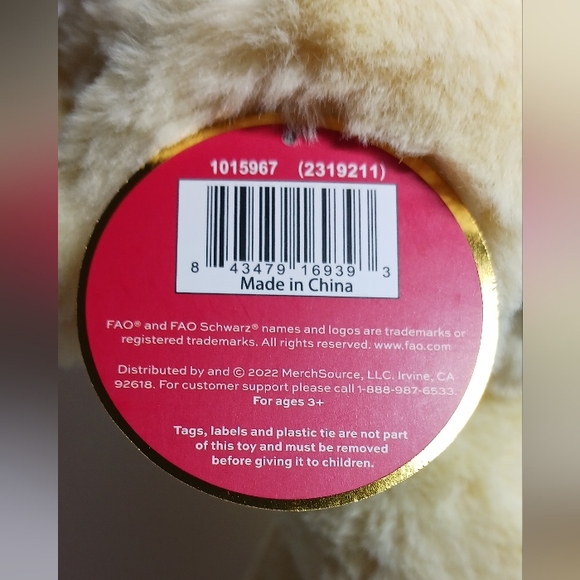 1015967 (2319211)
8 43479 16939 3
Made in China
FAO® and FAO Schwarz® names and logos are trademarks or
registered trademarks. All rights reserved. www.fao.com
Distributed by and © 2022 MerchSource, LLC. Irvine, CA
92618. For customer support please call 1-888-987-6533.
For ages 3+
Tags, labels and plastic tie are not part
of this toy and must be removed
before giving it to children.